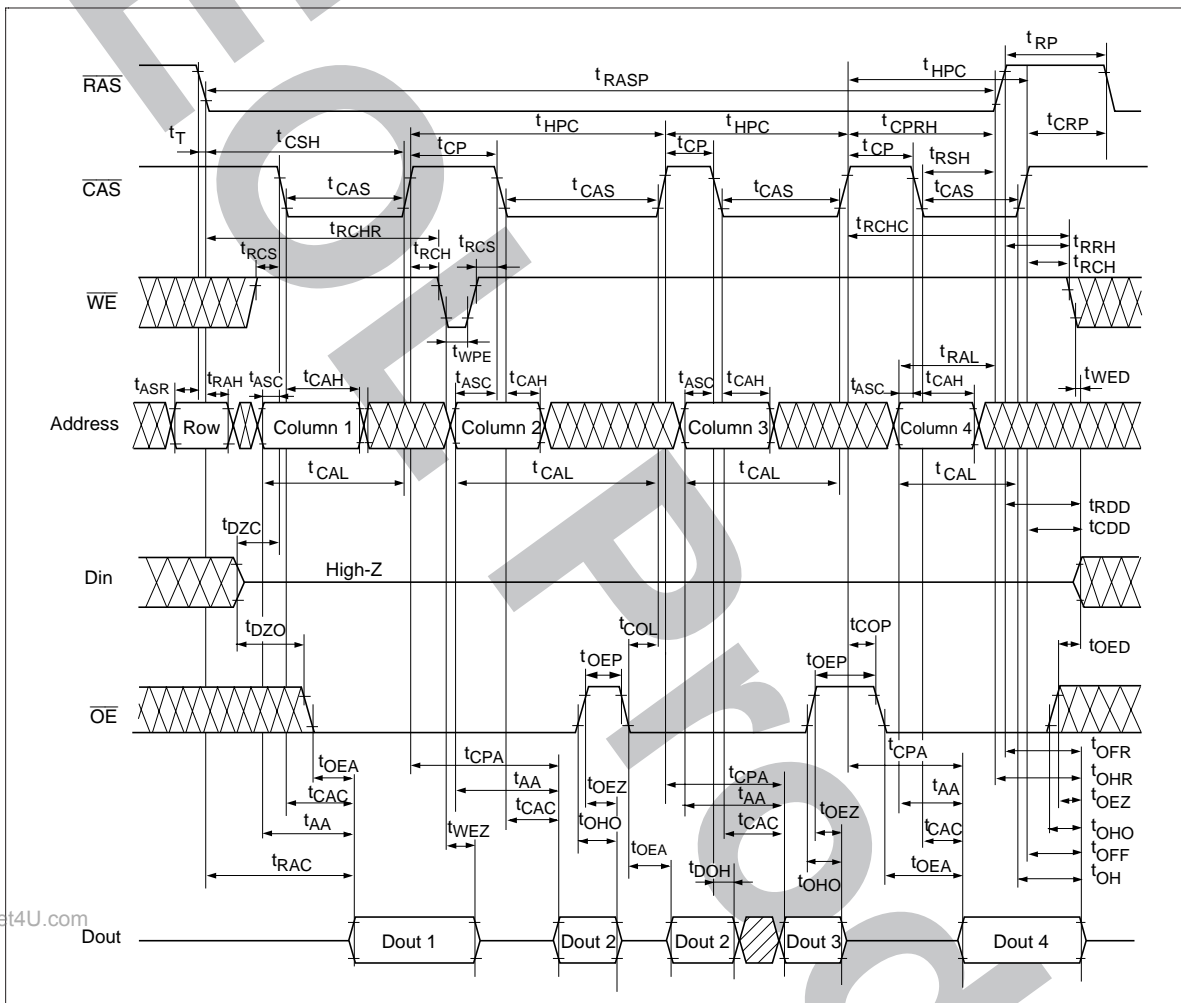 tRP
tHPC
RAS
tRASP
tT
tCSH
tHPC
tHPC
tCPRH
tCRP
tCP
tCP
tCP
tRSH
CAS
tCAS
tCAS
tCAS
tCAS
tRCHR
tRCHC
tRCS
tRCH
tRCS
tRRH
tRCH
WE
tWPE
tRAL
tWED
tASR
tRAH
tASC
tCAH
tASC
tCAH
tASC
tCAH
tASC
tCAH
Address
Row
Column 1
Column 2
Column 3
Column 4
tCAL
tCAL
tCAL
tCAL
tRDD
tCDD
tDZC
Din
High-Z
tDZO
tCOL
tCOP
tOED
tOEP
tOEP
OE
tOEA
tCAC
tAA
tRAC
tCPA
tAA
tCAC
tWEZ
tOEZ
tOHO
tOEA
tCPA
tAA
tCAC
tDOH
tOEZ
tOHO
tCPA
tAA
tCAC
tOEA
tOFR
tOHR
tOEZ
tOHO
tOFF
tOH
et4U.com
Dout
Dout 1
Dout 2
Dout 2
Dout 3
Dout 4
EOL Prod